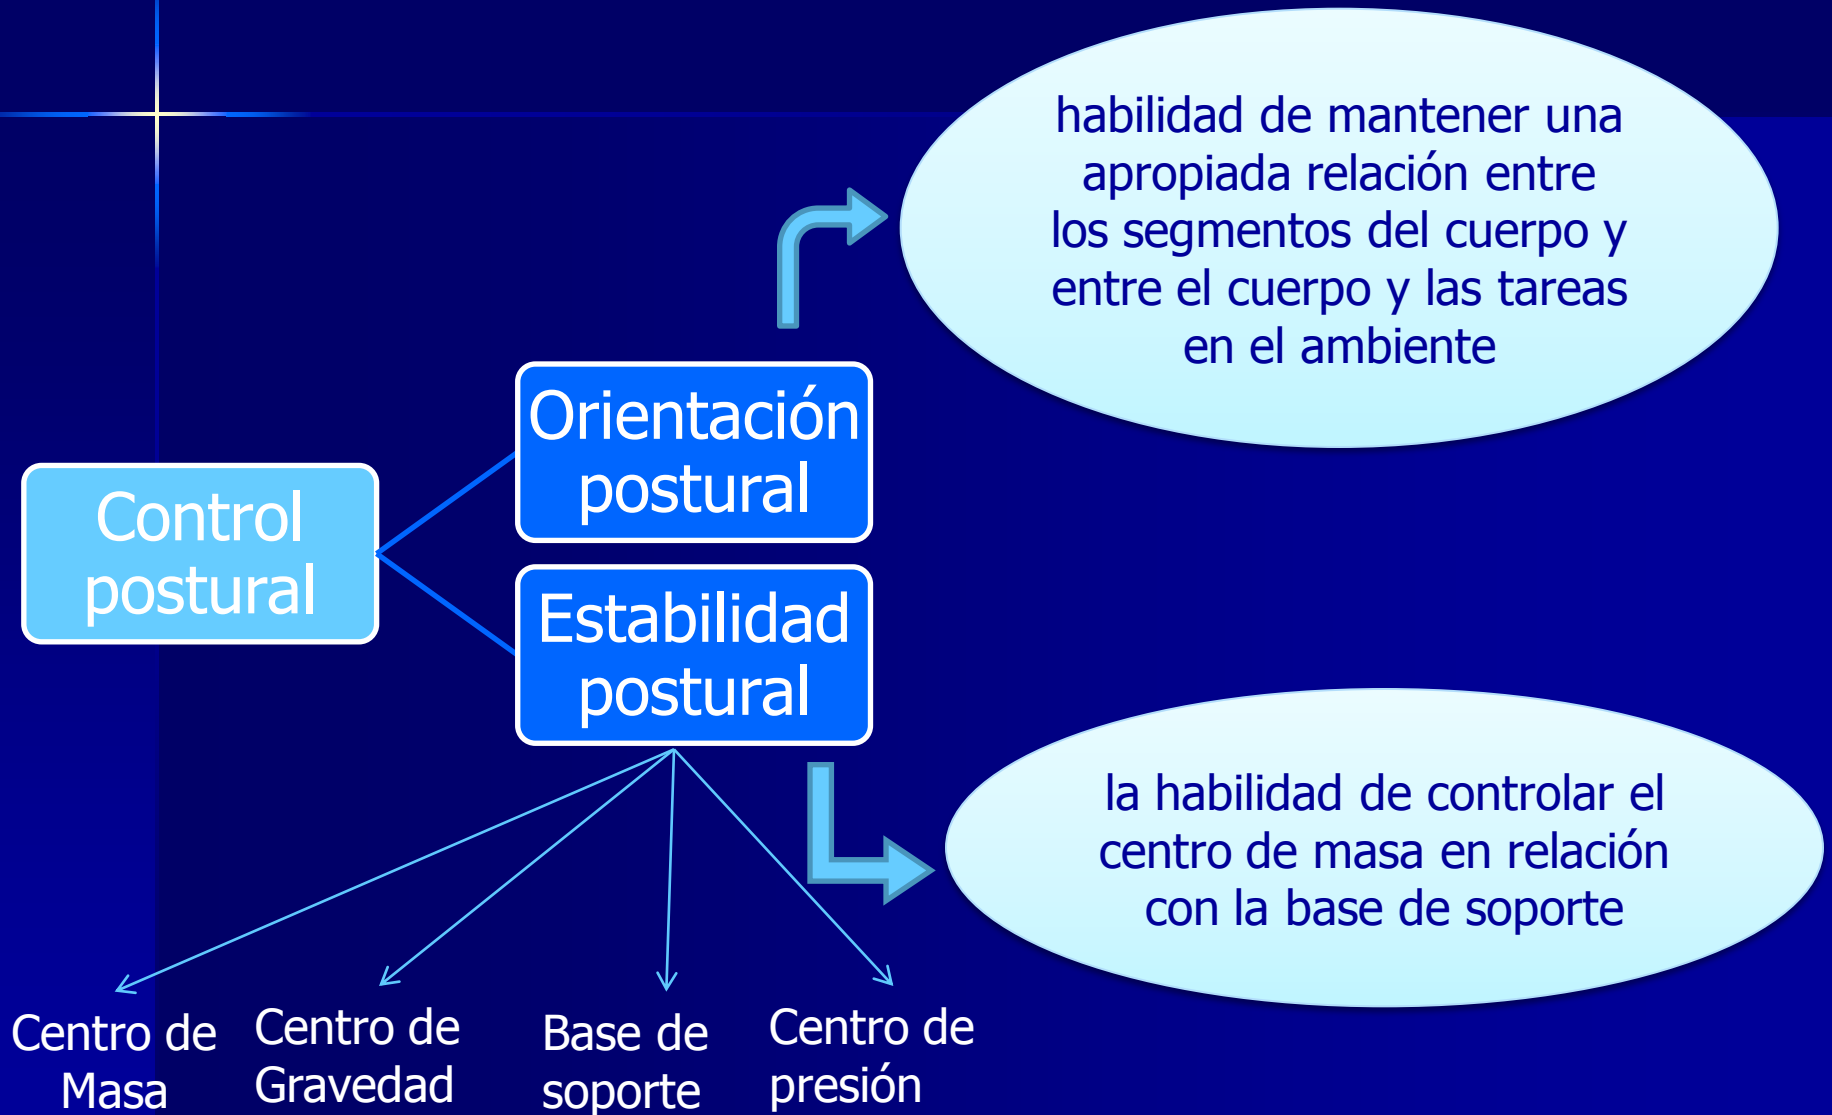 habilidad de mantener una
apropiada relación entre
los segmentos del cuerpo y
entre el cuerpo y las tareas
en el ambiente
Orientación
postural
Control
postural
Estabilidad
postural
la habilidad de controlar el
centro de masa en relación
con la base de soporte
Centro de
Masa
Centro de
Gravedad
Base de
soporte
Centro de
presión